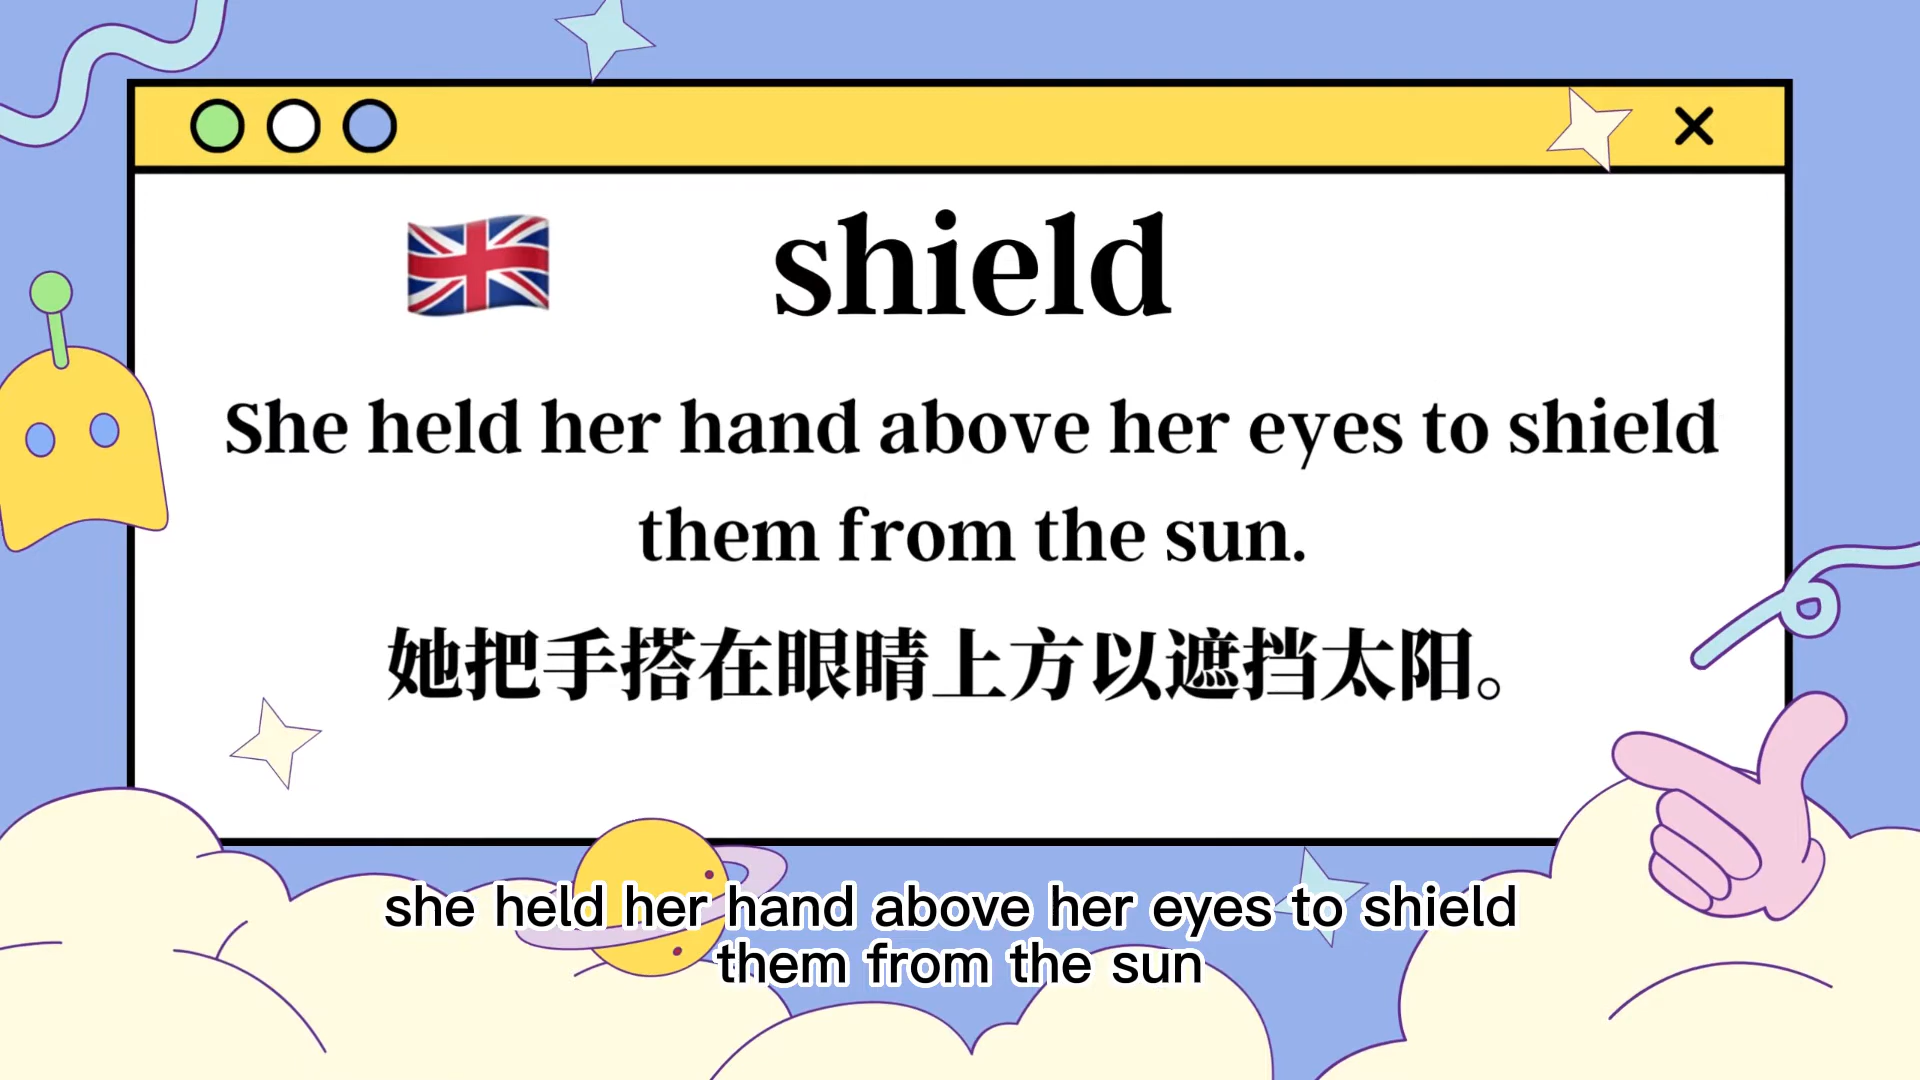 shield
She held her hand above her eyes to shield
them from the sun.
她把手搭在眼睛上方以遮挡太阳。
she held her hand above her eyes to shield
them from the sun